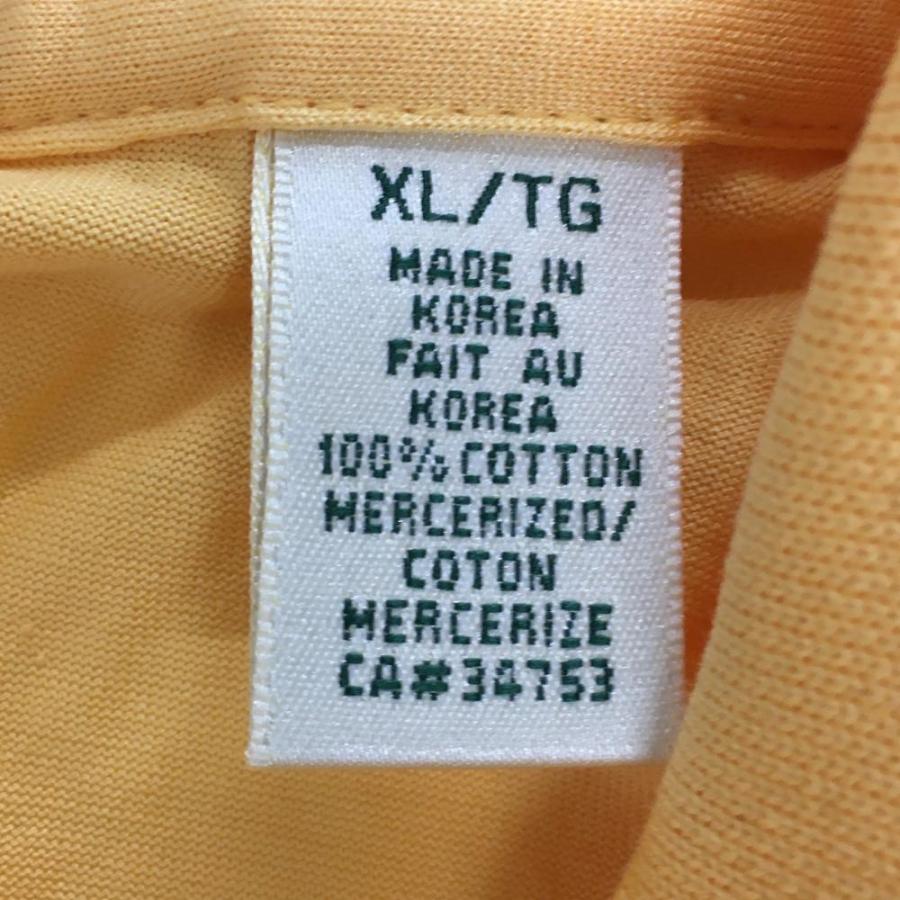 XL/TG
MADE IN
KOREA
FAIT AU
KOREA
100% COTTON
MERCERIZED/
COTON
MERCERIZE
CA#34753